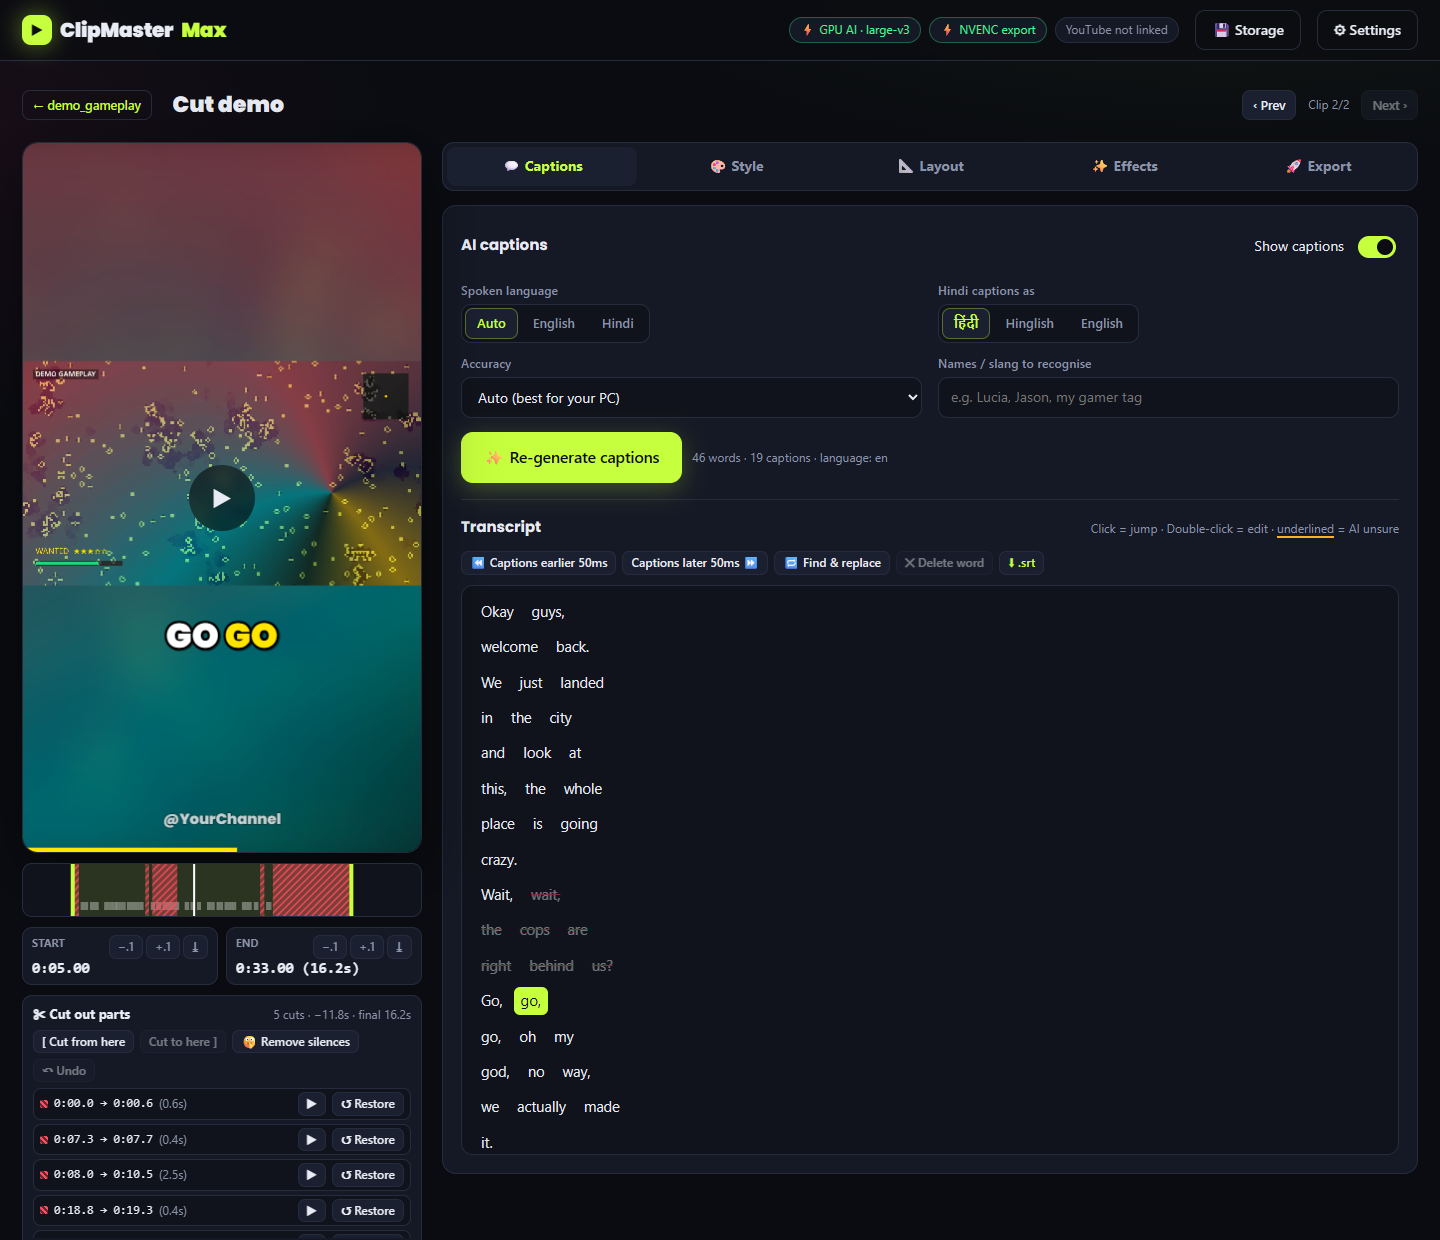 ClipMaster Max
GPU AI · large-v3
NVENC export
YouTube not linked
Storage
Settings
← demo_gameplay
Cut demo
‹ Prev
Clip 2/2
Next ›
DEMO GAMEPLAY
WANTED ★★★☆☆
GO GO
@YourChannel
START
−.1
+.1
0:05.00
END
−.1
+.1
0:33.00 (16.2s)
Cut out parts
5 cuts · −11.8s · final 16.2s
[ Cut from here
Cut to here ]
Remove silences
Undo
0:00.0 → 0:00.6 (0.6s)
Restore
0:07.3 → 0:07.7 (0.4s)
Restore
0:08.0 → 0:10.5 (2.5s)
Restore
0:18.8 → 0:19.3 (0.4s)
Restore
Captions
Style
Layout
Effects
Export
AI captions
Show captions
Spoken language
Auto
English
Hindi
Hindi captions as
हिंदी
Hinglish
English
Accuracy
Auto (best for your PC)
Names / slang to recognise
e.g. Lucia, Jason, my gamer tag
Re-generate captions
46 words · 19 captions · language: en
Transcript
Click = jump · Double-click = edit · underlined = AI unsure
Captions earlier 50ms
Captions later 50ms
Find & replace
Delete word
.srt
Okay guys,
welcome back.
We just landed
in the city
and look at
this, the whole
place is going
crazy.
Wait, wait,
the cops are
right behind us?
Go, go,
go, oh my
god, no way,
we actually made
it.